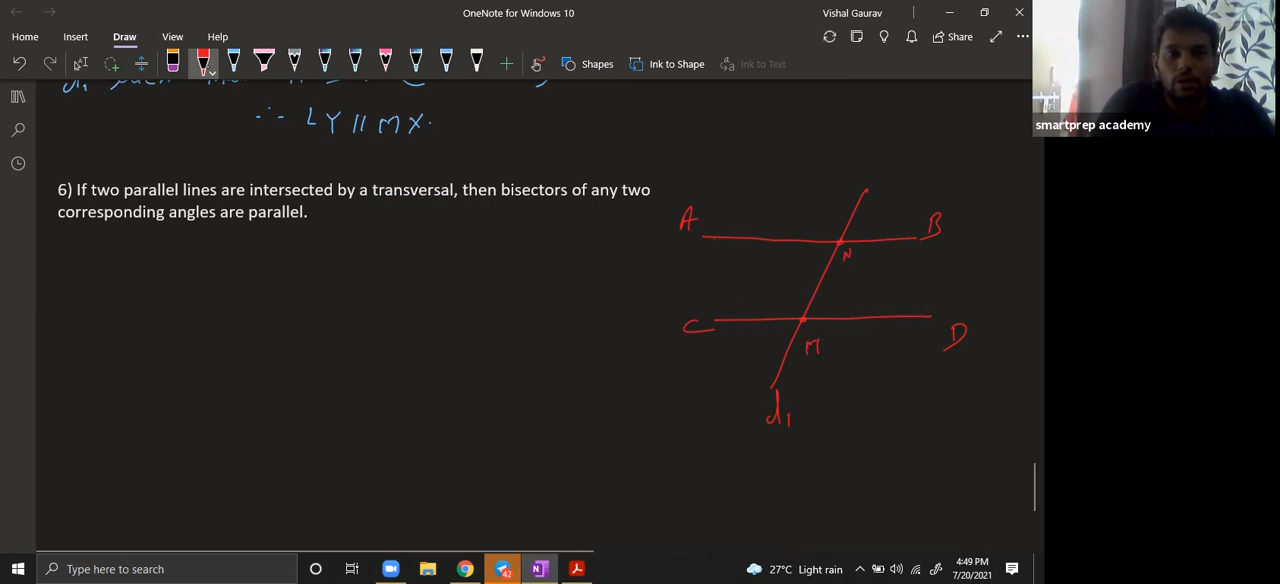 OneNote for Windows 10
Vishal Gaurav
Home Insert Draw View Help
Share
Shapes
Ink to Shape
Ink to Text
smartprep academy
∴ LY || MX.
6) If two parallel lines are intersected by a transversal, then bisectors of any two
corresponding angles are parallel.
A
B
N
C
D
M
d1
Type here to search
42
27°C Light rain
4:49 PM
7/20/2021